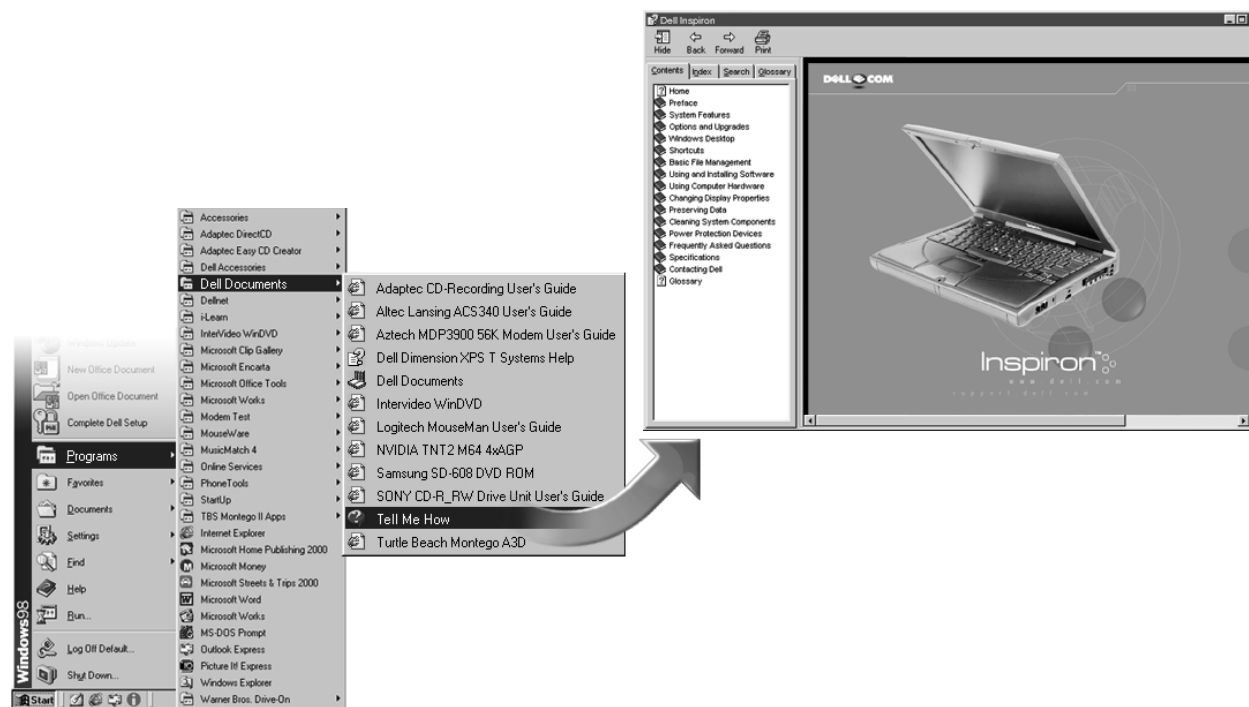 Windows Update
New Office Document
Open Office Document
Complete Dell Setup
Programs
Favorites
Documents
Settings
Find
Help
Run...
Log Off Default...
Shut Down...
Windows98
Start
Accessories
Adaptec DirectCD
Adaptec Easy CD Creator
Dell Accessories
Dell Documents
Dellnet
i-Learn
InterVideo WinDVD
Microsoft Clip Gallery
Microsoft Encarta
Microsoft Office Tools
Microsoft Works
Modem Test
MouseWare
MusicMatch 4
Online Services
PhoneTools
StartUp
TBS Montego II Apps
Internet Explorer
Microsoft Home Publishing 2000
Microsoft Money
Microsoft Streets & Trips 2000
Microsoft Word
Microsoft Works
MS-DOS Prompt
Outlook Express
Picture It! Express
Windows Explorer
Warner Bros. Drive-On
Adaptec CD-Recording User's Guide
Altec Lansing ACS340 User's Guide
Aztech MDP3900 56K Modem User's Guide
Dell Dimension XPS T Systems Help
Dell Documents
Intervideo WinDVD
Logitech MouseMan User's Guide
NVIDIA TNT2 M64 4xAGP
Samsung SD-608 DVD ROM
SONY CD-R_RW Drive Unit User's Guide
Tell Me How
Turtle Beach Montego A3D
Dell Inspiron
Hide Back Forward Print
Contents Index Search Glossary
Home
Preface
System Features
Options and Upgrades
Windows Desktop
Shortcuts
Basic File Management
Using and Installing Software
Using Computer Hardware
Changing Display Properties
Preserving Data
Cleaning System Components
Power Protection Devices
Frequently Asked Questions
Specifications
Contacting Dell
Glossary
DELL COM
Inspiron™
www.dell.com
support.dell.com